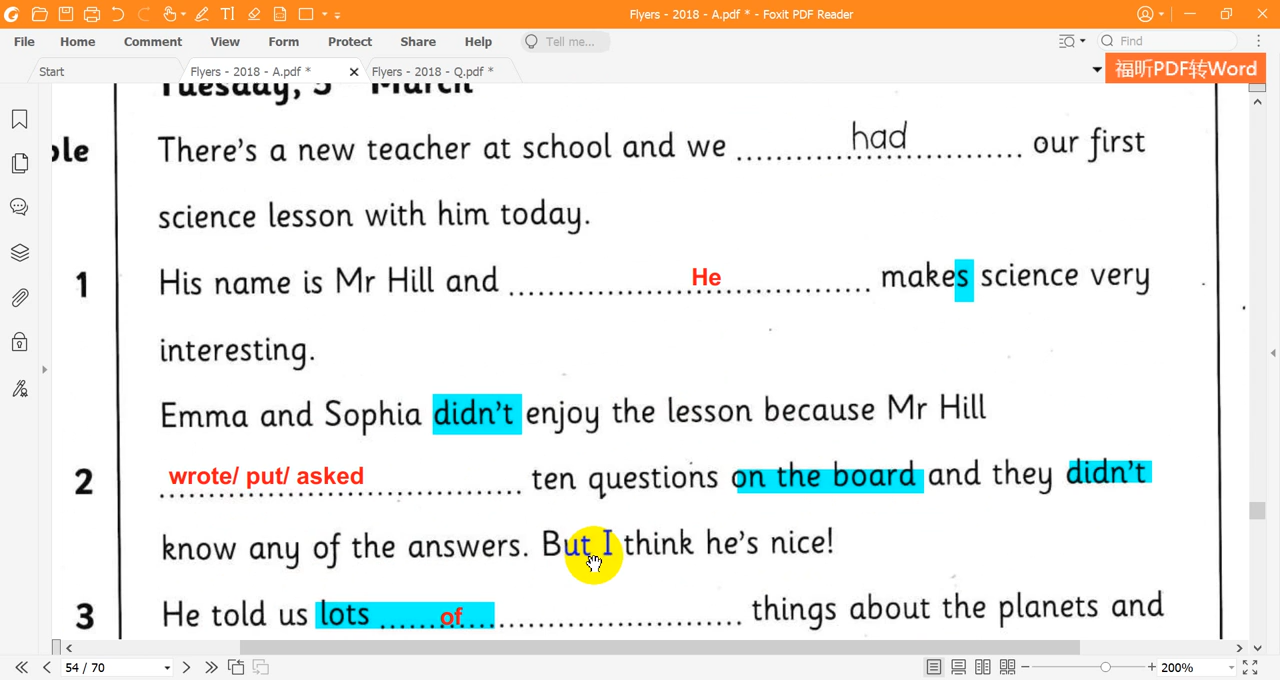 Flyers - 2018 - A.pdf * - Foxit PDF Reader
File Home Comment View Form Protect Share Help Tell me... Find
Start Flyers - 2018 - A.pdf * Flyers - 2018 - Q.pdf * 福昕PDF转Word
ple There's a new teacher at school and we had our first
science lesson with him today.
1 His name is Mr Hill and He makes science very
interesting.
Emma and Sophia didn't enjoy the lesson because Mr Hill
2 wrote/ put/ asked ten questions on the board and they didn't
know any of the answers. But I think he's nice!
3 He told us lots of things about the planets and
54 / 70 200%